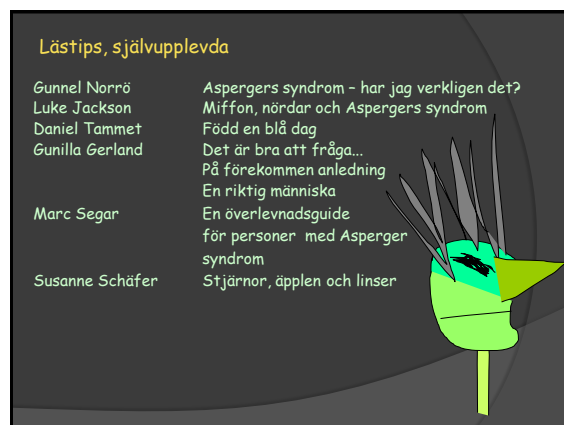 Lästips, självupplevda
Gunnel Norrö Aspergers syndrom – har jag verkligen det?
Luke Jackson Miffon, nördar och Aspergers syndrom
Daniel Tammet Född en blå dag
Gunilla Gerland Det är bra att fråga...
På förekommen anledning
En riktig människa
Marc Segar En överlevnadsguide
för personer med Asperger
syndrom
Susanne Schäfer Stjärnor, äpplen och linser